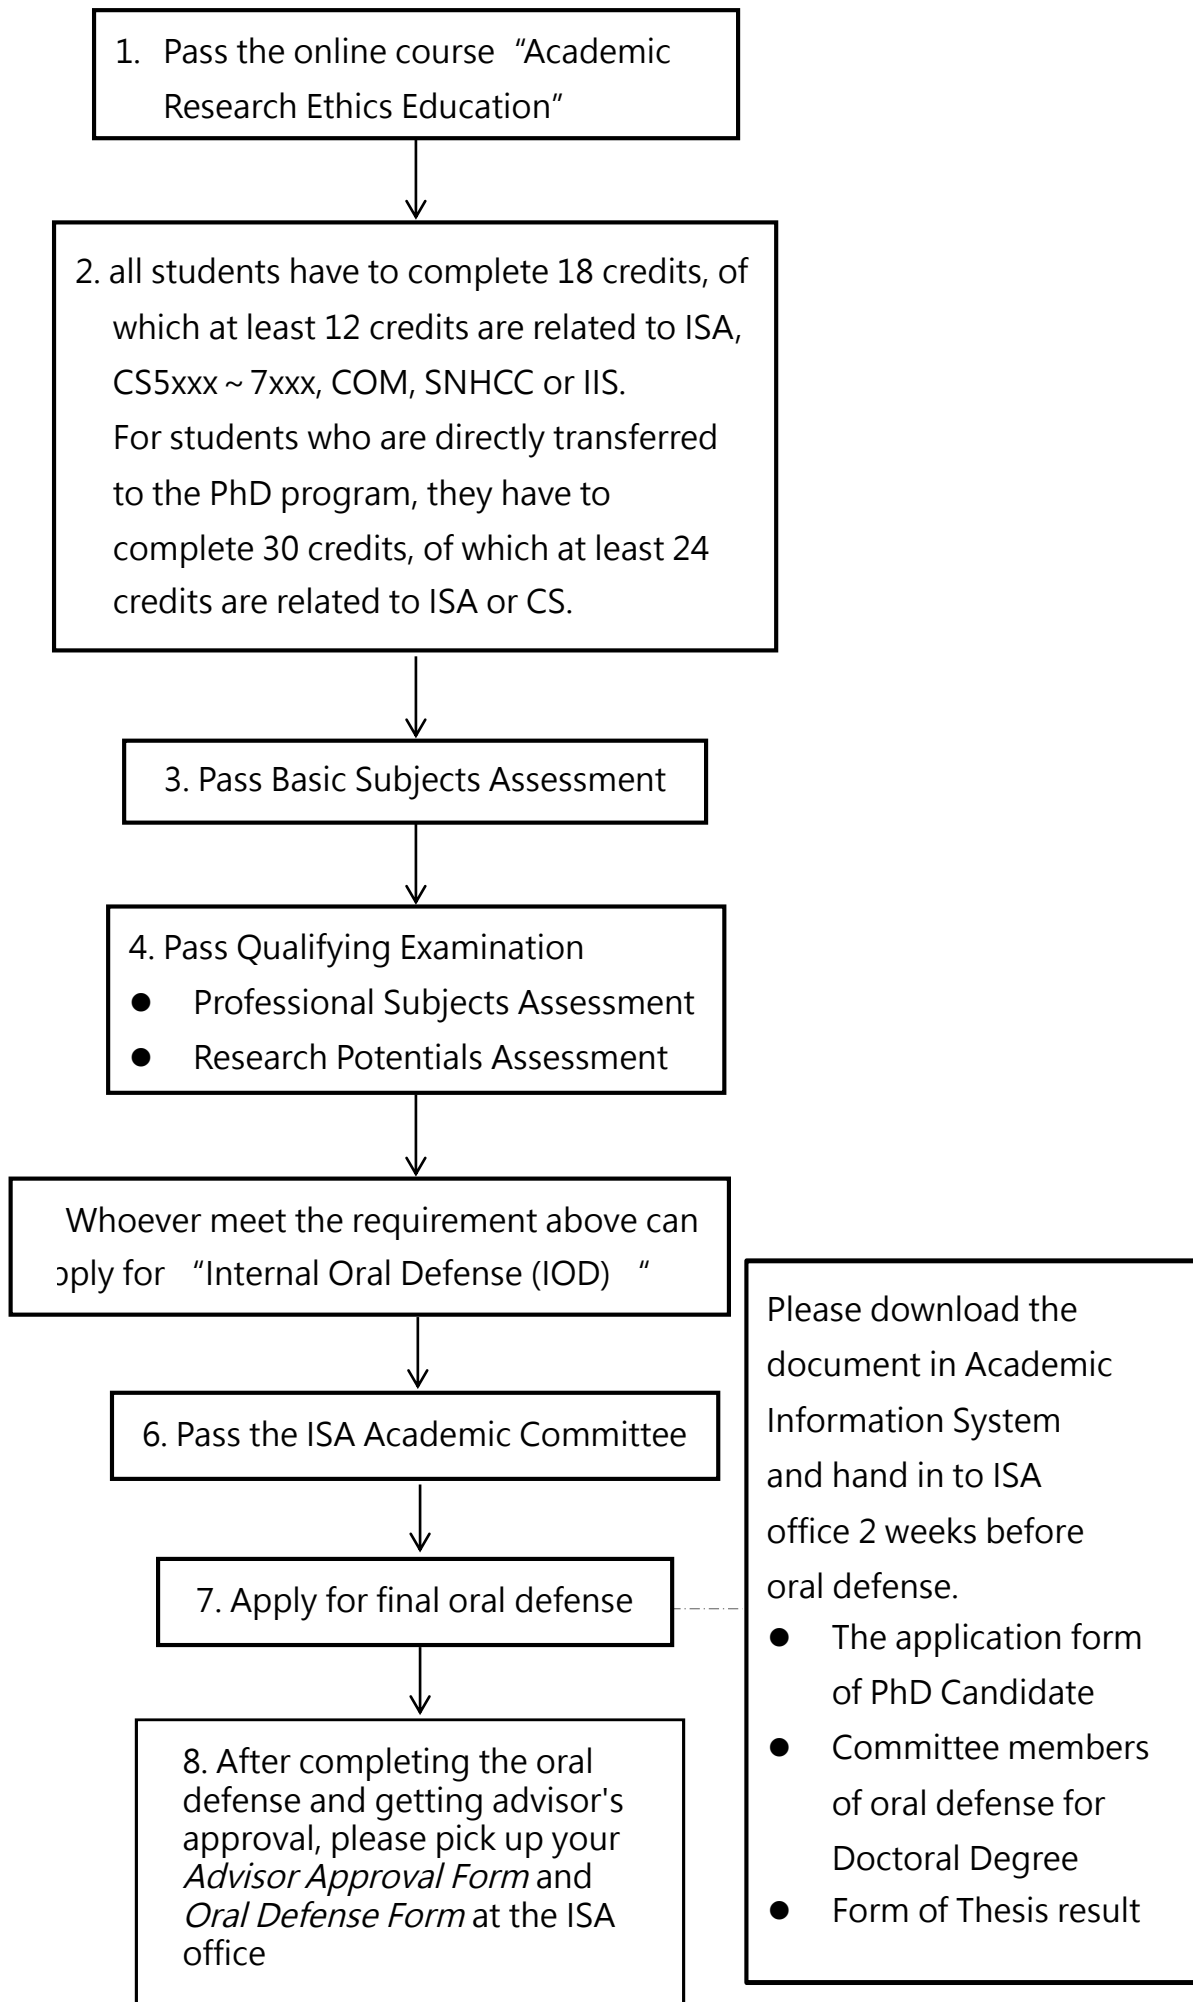 1. Pass the online course “Academic
Research Ethics Education”
2. all students have to complete 18 credits, of
which at least 12 credits are related to ISA,
CS5xxx ~ 7xxx, COM, SNHCC or IIS.
For students who are directly transferred
to the PhD program, they have to
complete 30 credits, of which at least 24
credits are related to ISA or CS.
3. Pass Basic Subjects Assessment
4. Pass Qualifying Examination
● Professional Subjects Assessment
● Research Potentials Assessment
Whoever meet the requirement above can
for “Internal Oral Defense (IOD) “
6. Pass the ISA Academic Committee
7. Apply for final oral defense
Please download the
document in Academic
Information System
and hand in to ISA
office 2 weeks before
oral defense.
● The application form
of PhD Candidate
● Committee members
of oral defense for
Doctoral Degree
● Form of Thesis result
8. After completing the oral
defense and getting advisor's
approval, please pick up your
Advisor Approval Form and
Oral Defense Form at the ISA
office